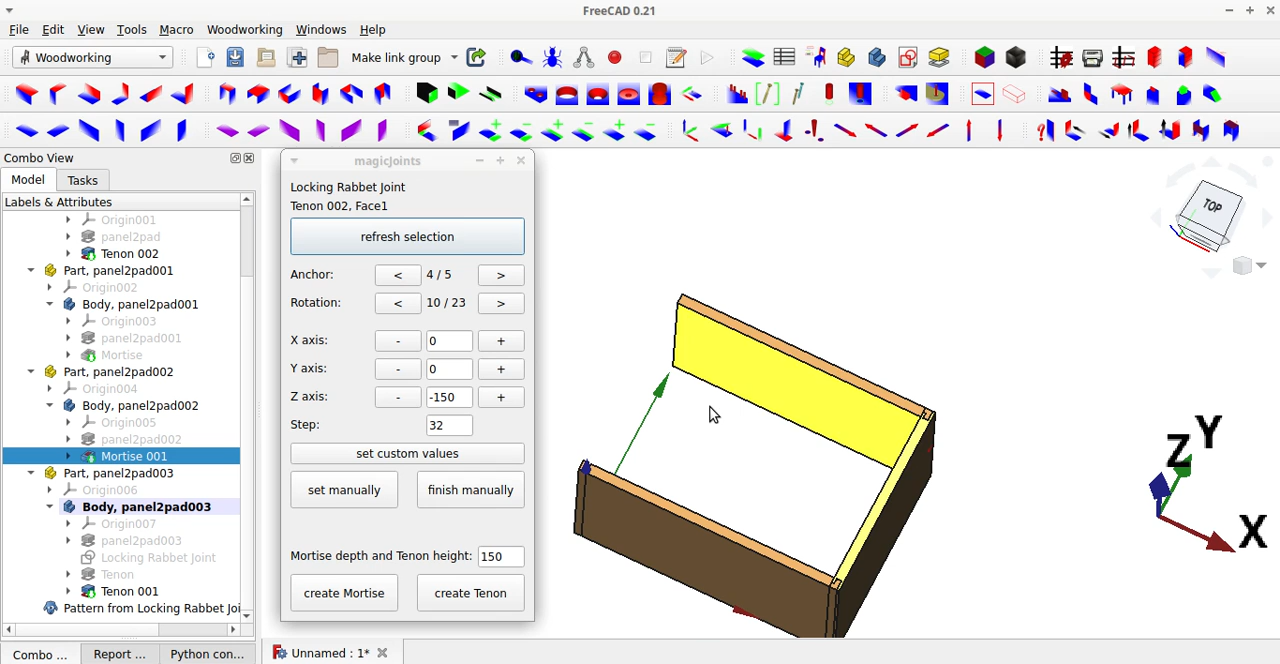 FreeCAD 0.21
File Edit View Tools Macro Woodworking Windows Help
Woodworking Make link group
Combo View
Model Tasks
Labels & Attributes
Origin001
panel2pad
Tenon 002
Part, panel2pad001
Origin002
Body, panel2pad001
Origin003
panel2pad001
Mortise
Part, panel2pad002
Origin004
Body, panel2pad002
Origin005
panel2pad002
Mortise 001
Part, panel2pad003
Origin006
Body, panel2pad003
Origin007
panel2pad003
Locking Rabbet Joint
Tenon
Tenon 001
Pattern from Locking Rabbet Joi
Combo ... Report ... Python con...
magicJoints
Locking Rabbet Joint
Tenon 002, Face1
refresh selection
Anchor: < 4 / 5 >
Rotation: < 10 / 23 >
X axis: - 0 +
Y axis: - 0 +
Z axis: - -150 +
Step: 32
set custom values
set manually finish manually
Mortise depth and Tenon height: 150
create Mortise create Tenon
TOP
Y
Z
X
Unnamed : 1*